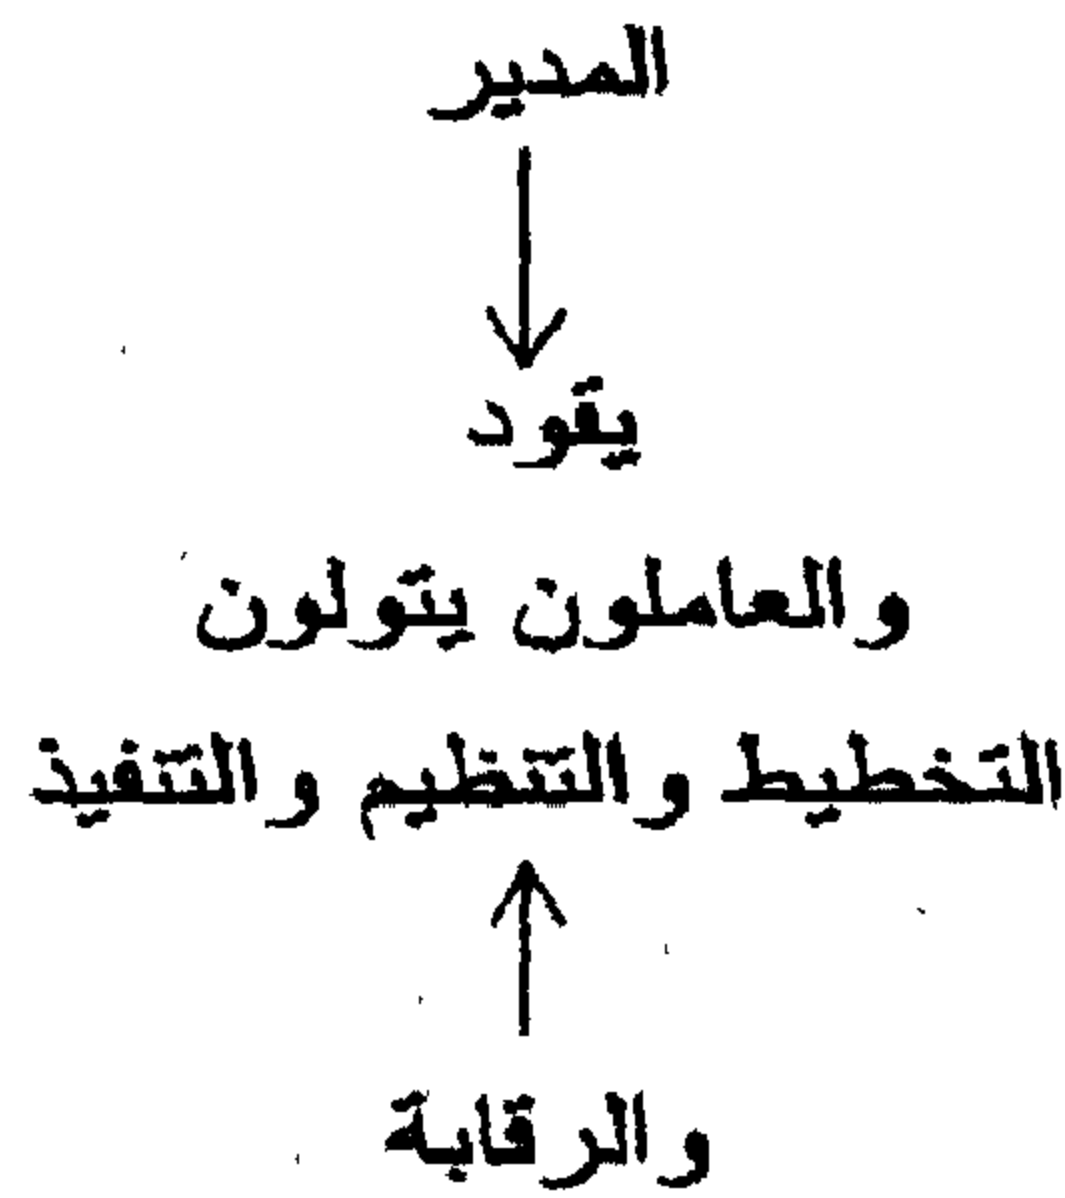 المدير
يقود
والعاملون يتولون
التخطيط والتنظيم والتنفيذ
والرقابة